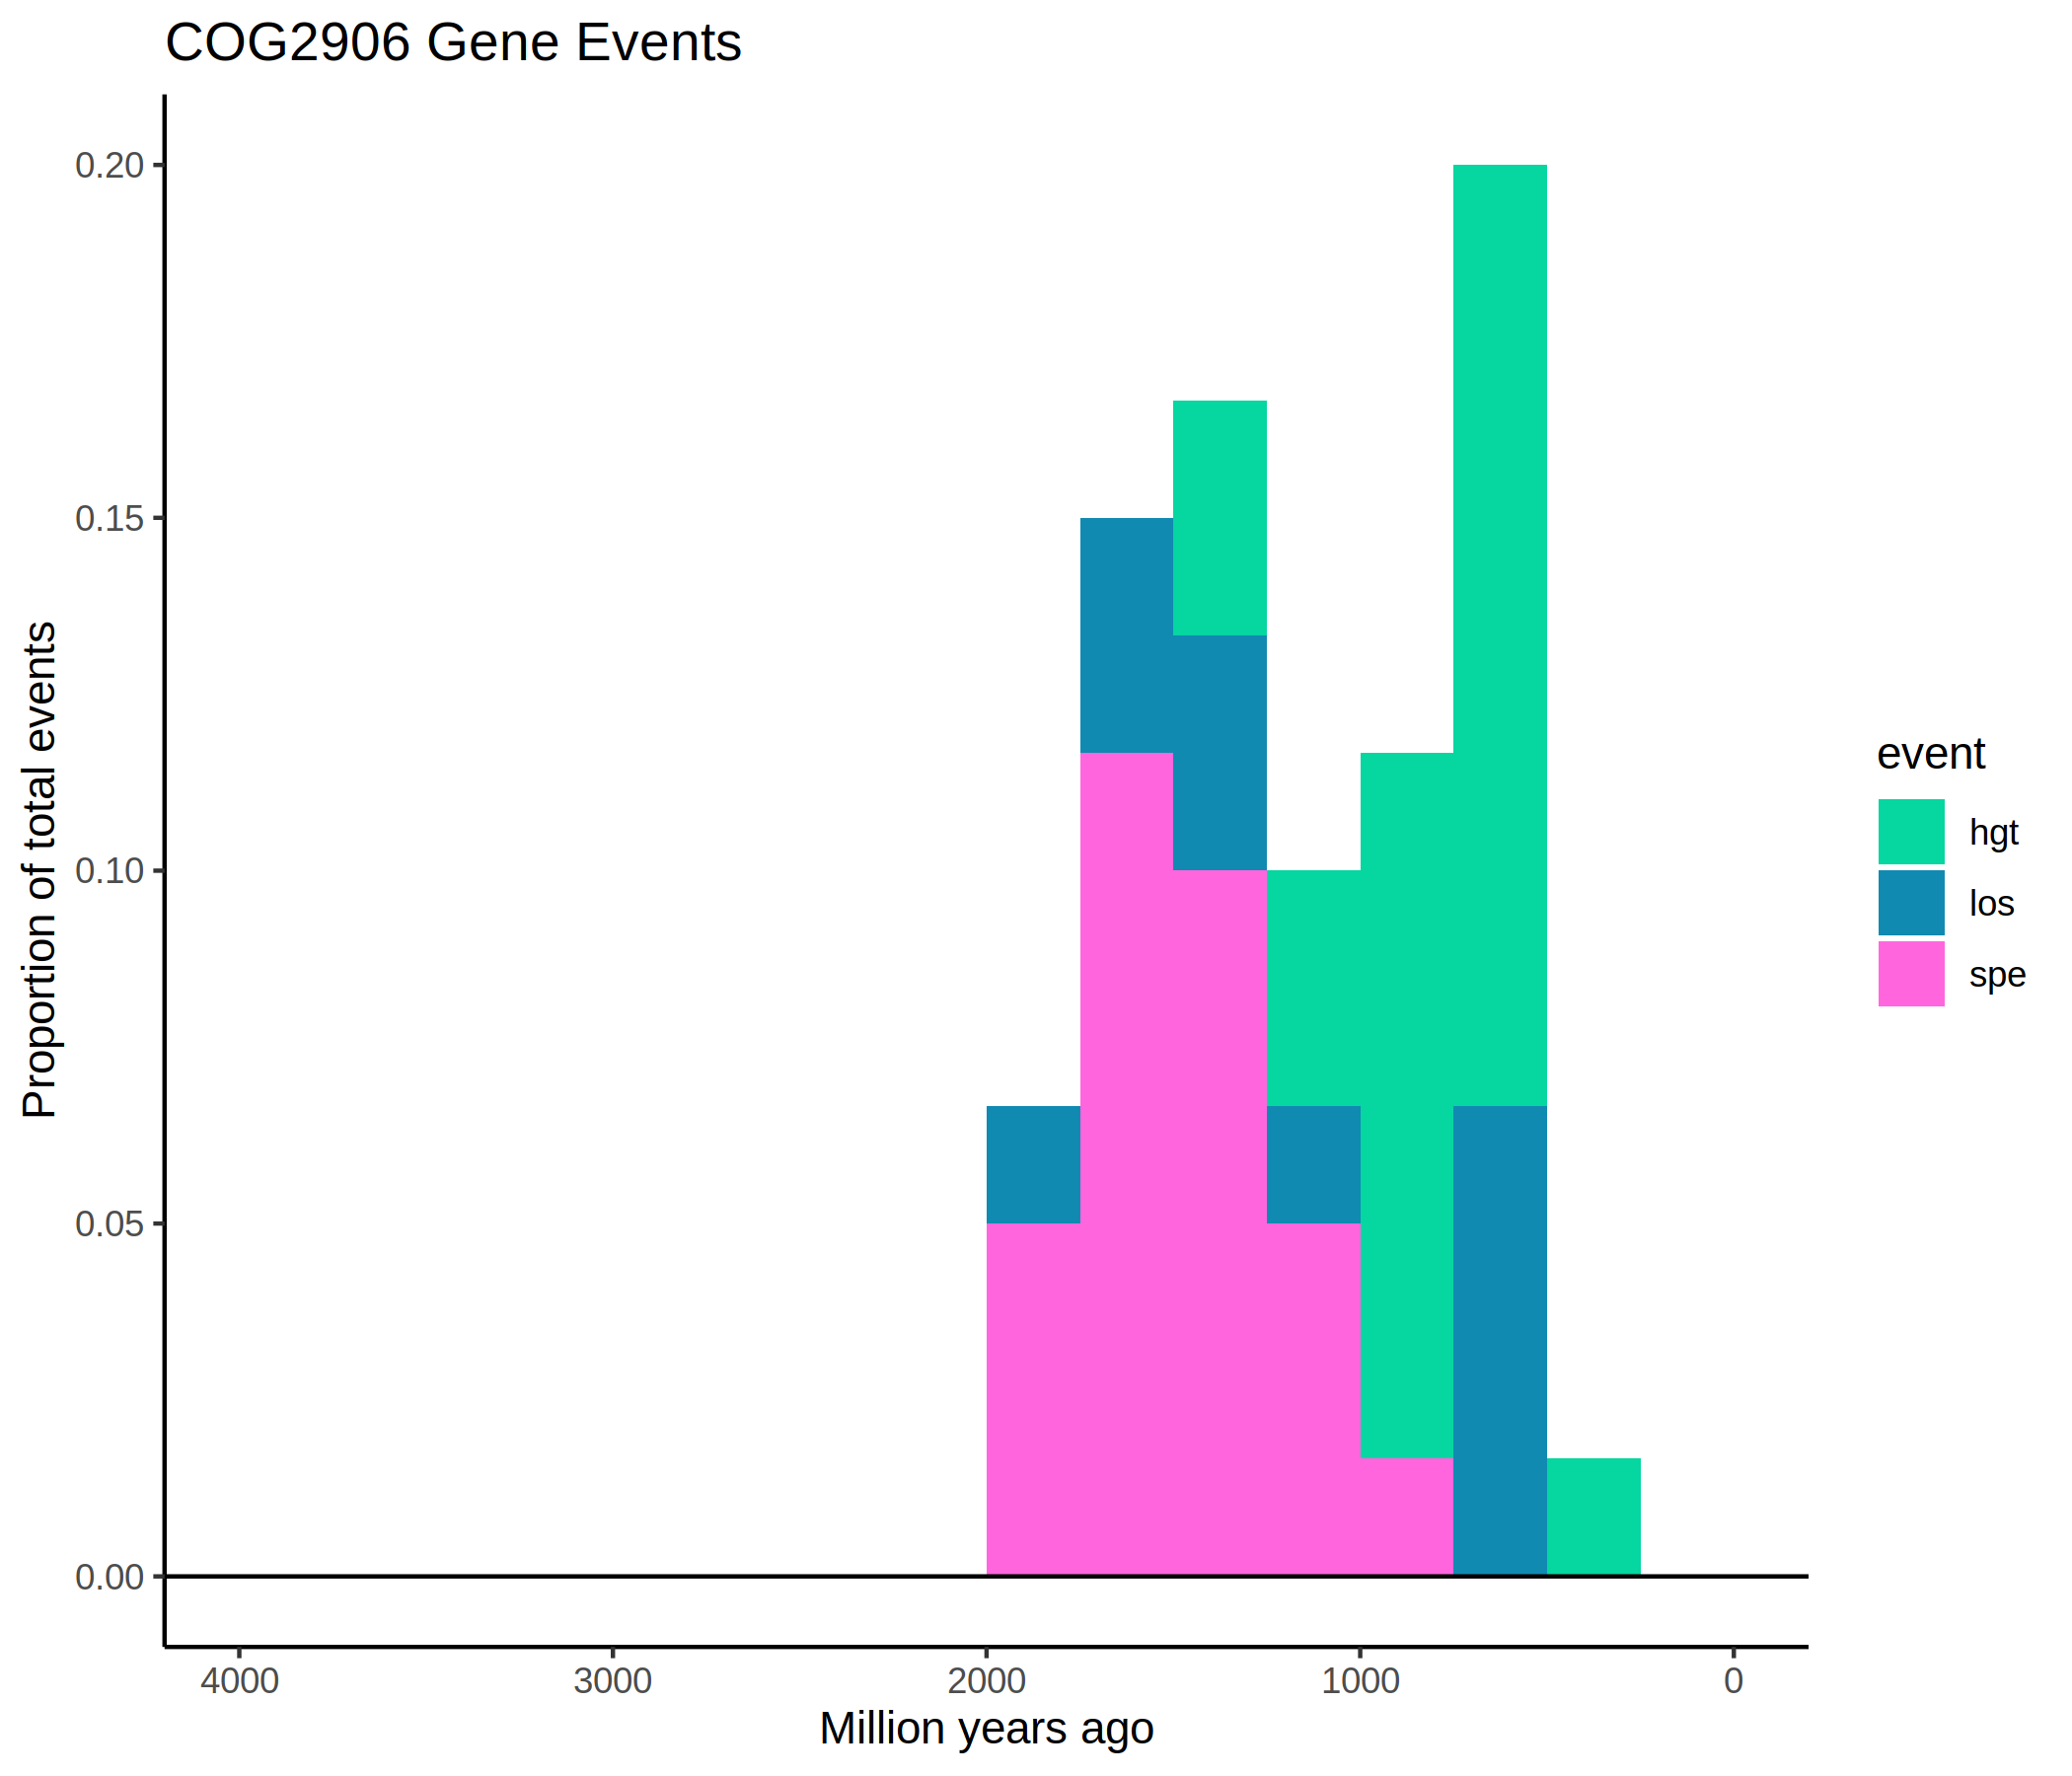 COG2906 Gene Events
Proportion of total events
0.20
0.15
0.10
0.05
0.00
4000 3000 2000 1000 0
Million years ago
event
hgt
los
spe